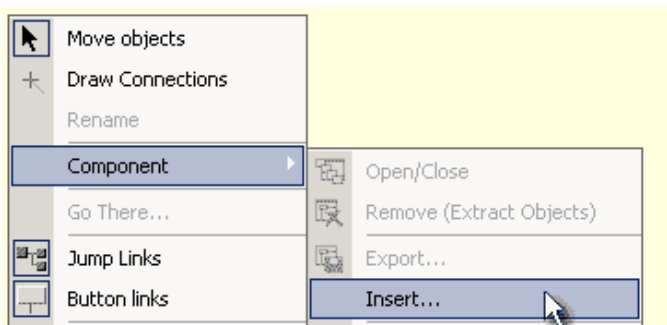 Move objects
Draw Connections
Rename
Component
Open/Close
Go There...
Remove (Extract Objects)
Jump Links
Export...
Button links
Insert...